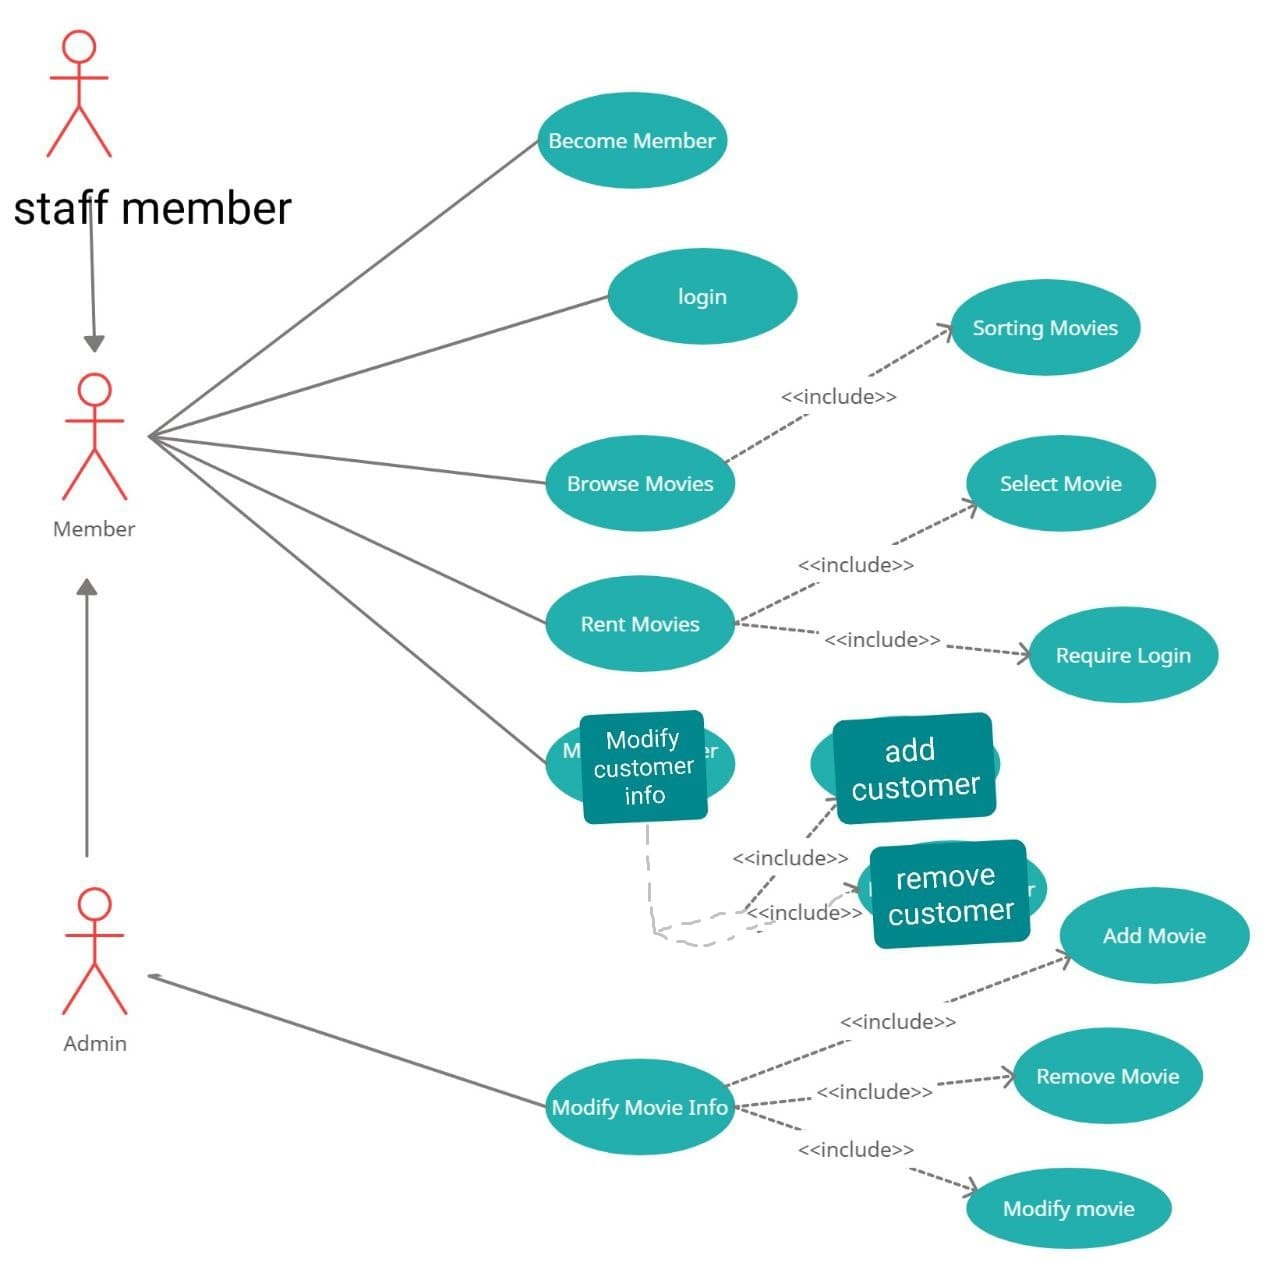 staff member
Become Member
login
Sorting Movies
<<include>>
Browse Movies
Select Movie
Member
<<include>>
Rent Movies
<<include>>
Require Login
Modify
customer
info
add
customer
<<include>>
remove
customer
<<include>>
Add Movie
Admin
<<include>>
Remove Movie
<<include>>
Modify Movie Info
<<include>>
Modify movie